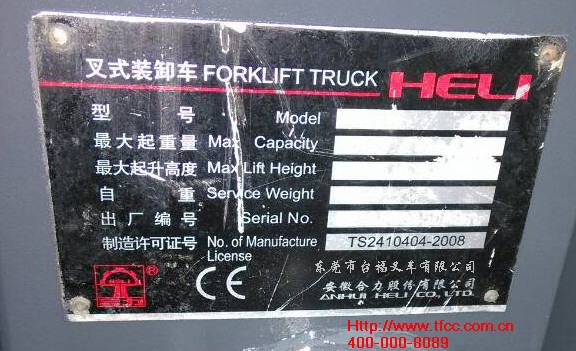 叉式装卸车 FORKLIFT TRUCK HELI
型 号 Model
最大起重量 Max Capacity
最大起升高度 Max Lift Height
自 重 Service Weight
出厂编号 Serial No.
制造许可证号 No. of Manufacture License TS2410404-2008
HELI ® CE
东莞市台福叉车有限公司
安徽合力股份有限公司
ANHUI HELI CO., LTD.
Http://www.tfcc.com.cn
400-000-8089